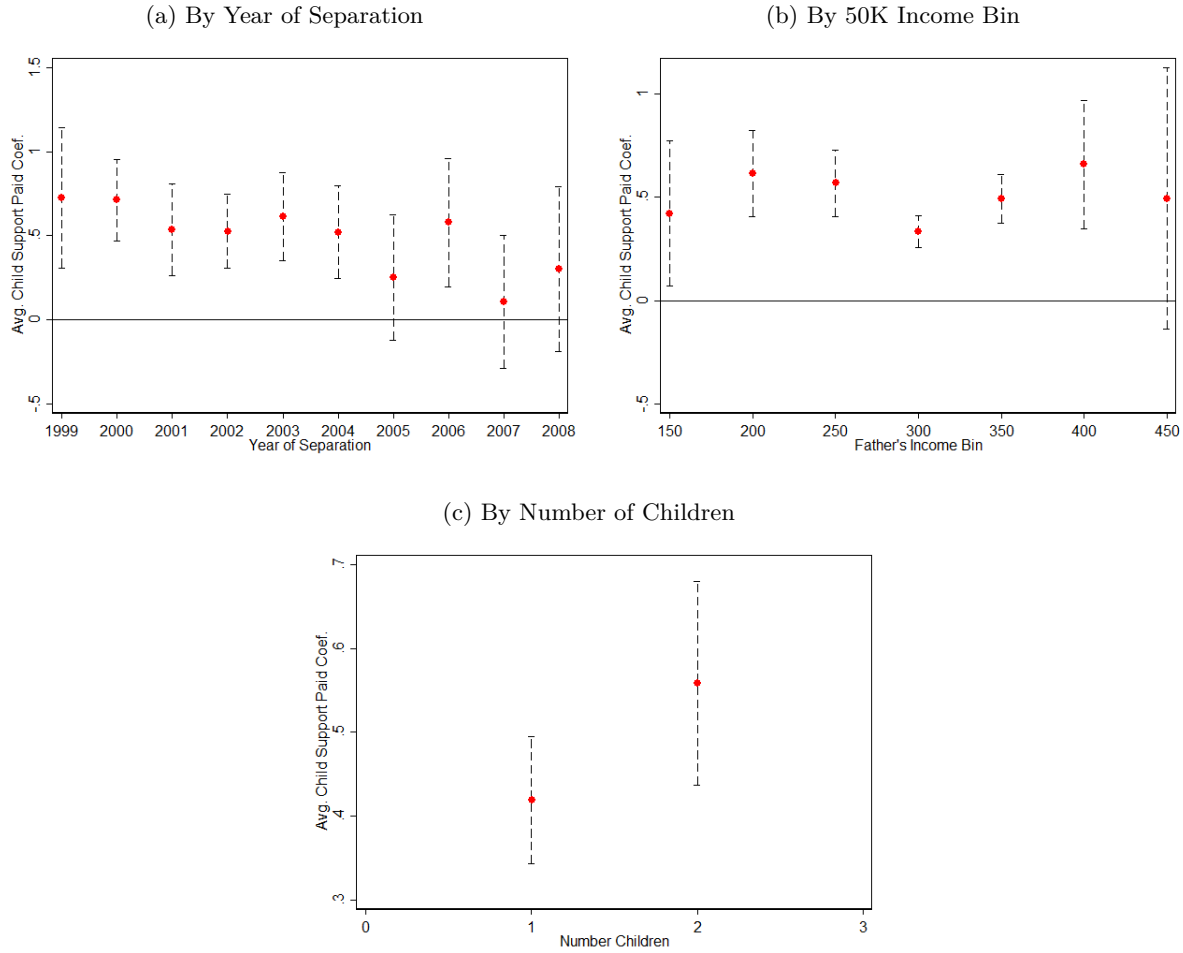 (a) By Year of Separation
Avg. Child Support Paid Coef.
1.5
1
.5
0
-.5
1999 2000 2001 2002 2003 2004 2005 2006 2007 2008
Year of Separation
(b) By 50K Income Bin
Avg. Child Support Paid Coef.
1
.5
0
-.5
150 200 250 300 350 400 450
Father's Income Bin
(c) By Number of Children
Avg. Child Support Paid Coef.
.7
.6
.5
.4
.3
0 1 2 3
Number Children